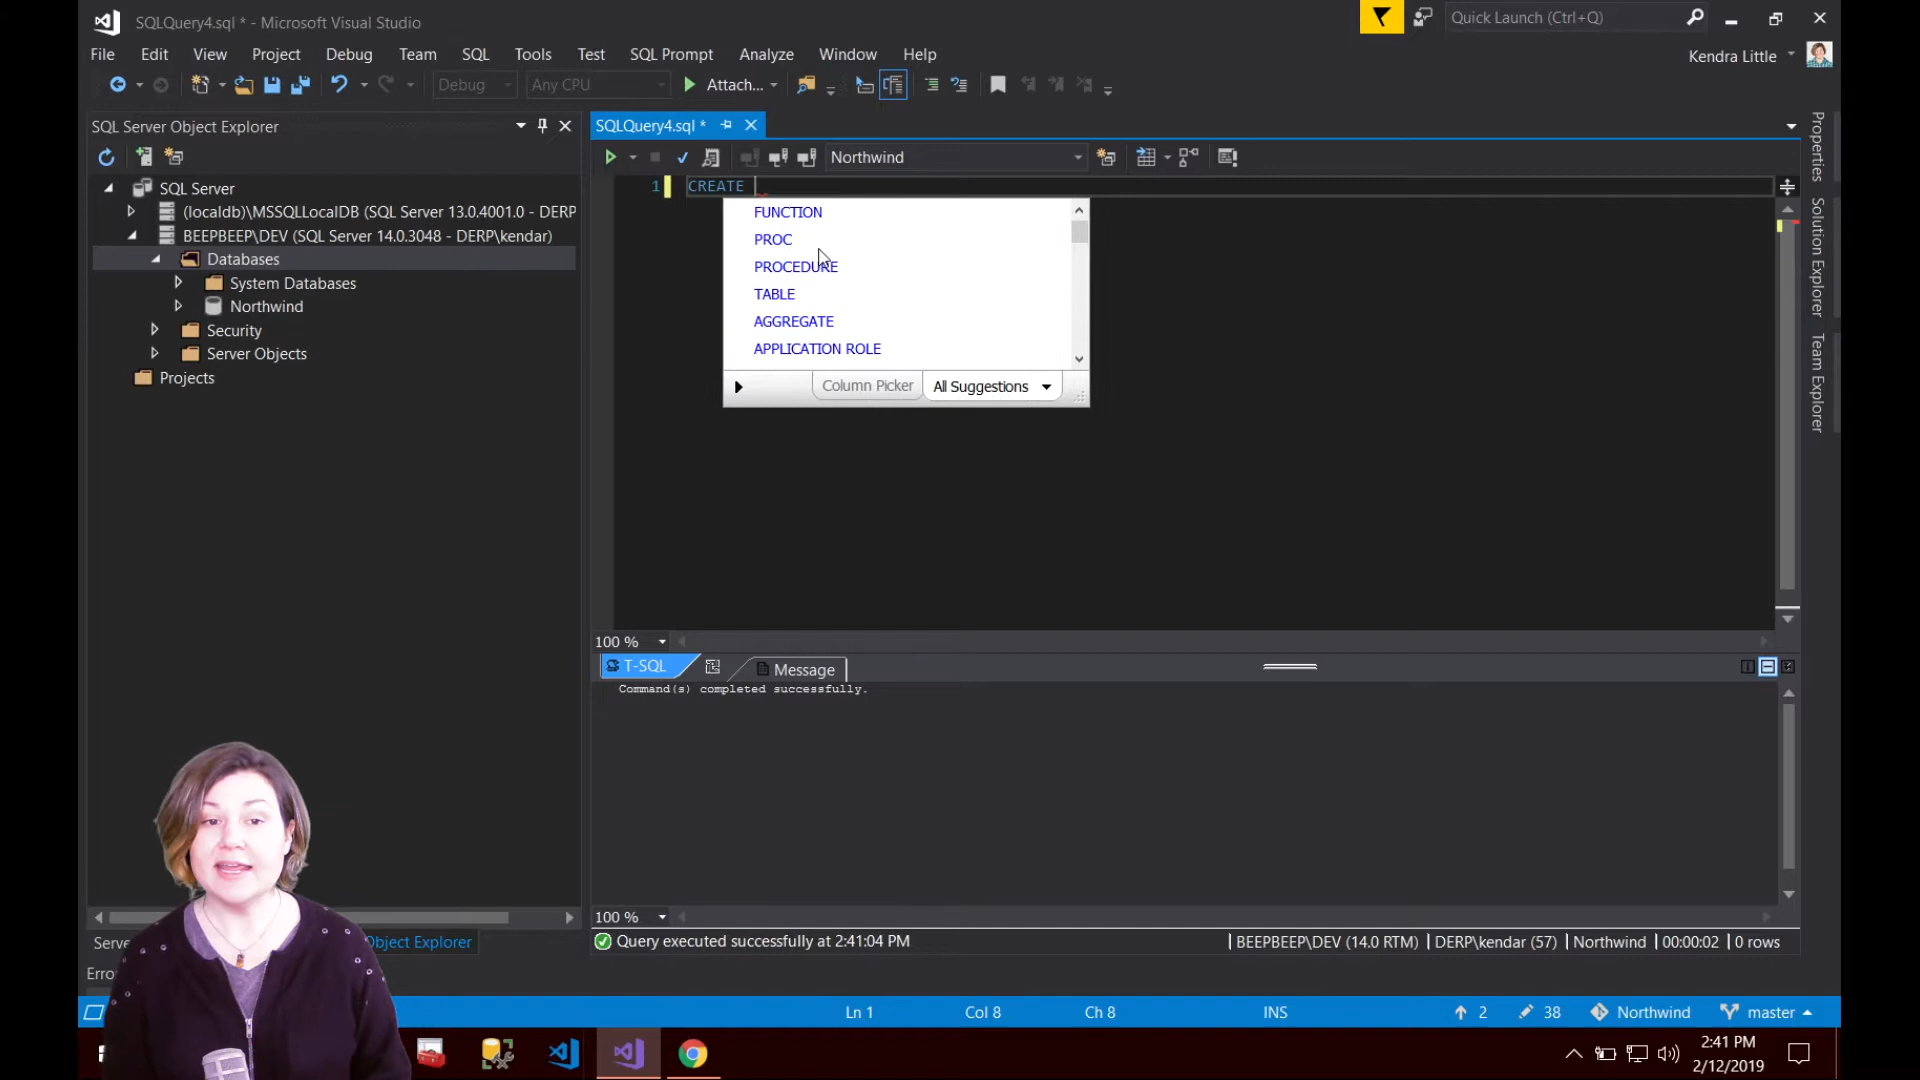 SQLQuery4.sql * - Microsoft Visual Studio
Quick Launch (Ctrl+Q)
File Edit View Project Debug Team SQL Tools Test SQL Prompt Analyze Window Help
Kendra Little
Debug Any CPU Attach...
SQL Server Object Explorer
SQLQuery4.sql *
Northwind
SQL Server
(localdb)\MSSQLLocalDB (SQL Server 13.0.4001.0 - DERP
BEEPBEEP\DEV (SQL Server 14.0.3048 - DERP\kendar)
Databases
System Databases
Northwind
Security
Server Objects
Projects
1 CREATE
FUNCTION
PROC
PROCEDURE
TABLE
AGGREGATE
APPLICATION ROLE
Column Picker All Suggestions
Properties
Solution Explorer
Team Explorer
100 %
T-SQL Message
Command(s) completed successfully.
100 %
Query executed successfully at 2:41:04 PM
BEEPBEEP\DEV (14.0 RTM) DERP\kendar (57) Northwind 00:00:02 0 rows
Object Explorer
Ln 1 Col 8 Ch 8 INS 2 38 Northwind master
2:41 PM
2/12/2019